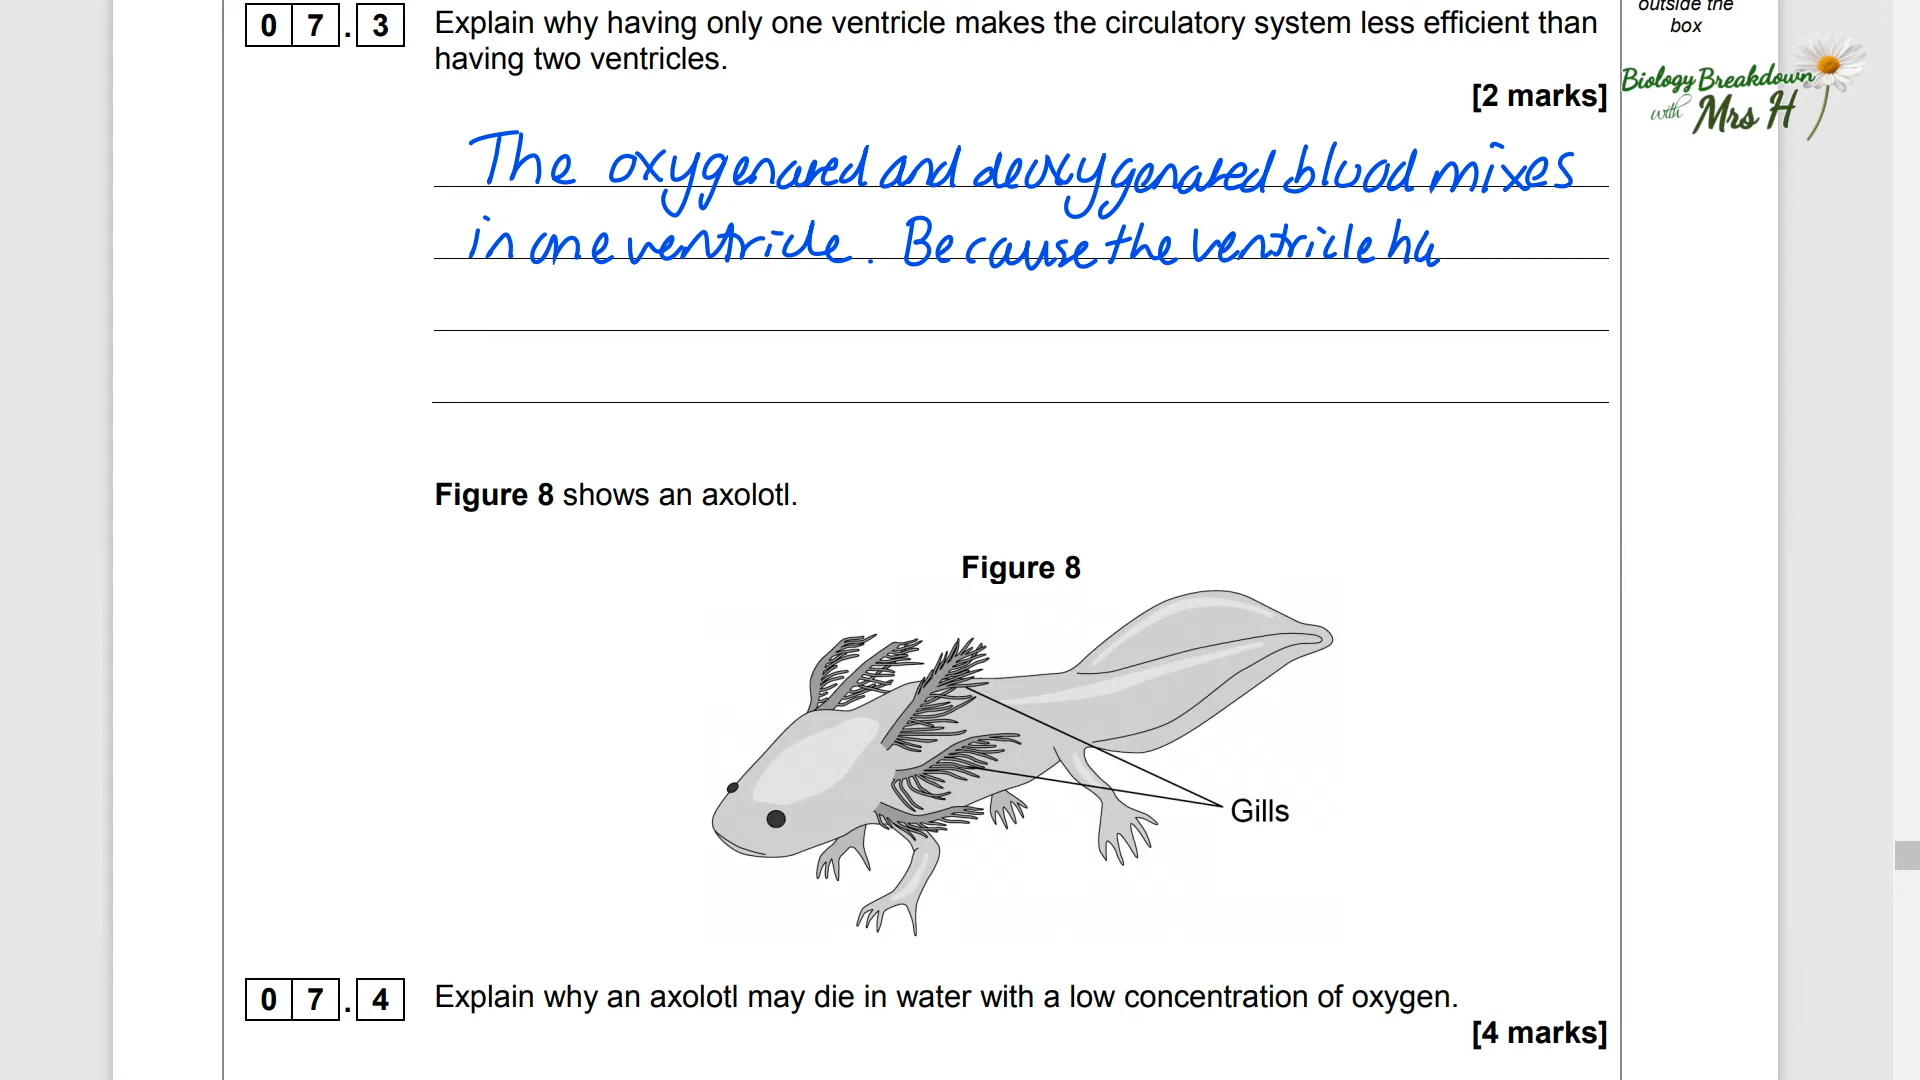 outside the
box
0 7 . 3 Explain why having only one ventricle makes the circulatory system less efficient than
having two ventricles.
[2 marks]
Biology Breakdown
with Mrs H
The oxygenated and deoxygenated blood mixes
in one ventricle. Because the ventricle ha
Figure 8 shows an axolotl.
Figure 8
Gills
0 7 . 4 Explain why an axolotl may die in water with a low concentration of oxygen.
[4 marks]